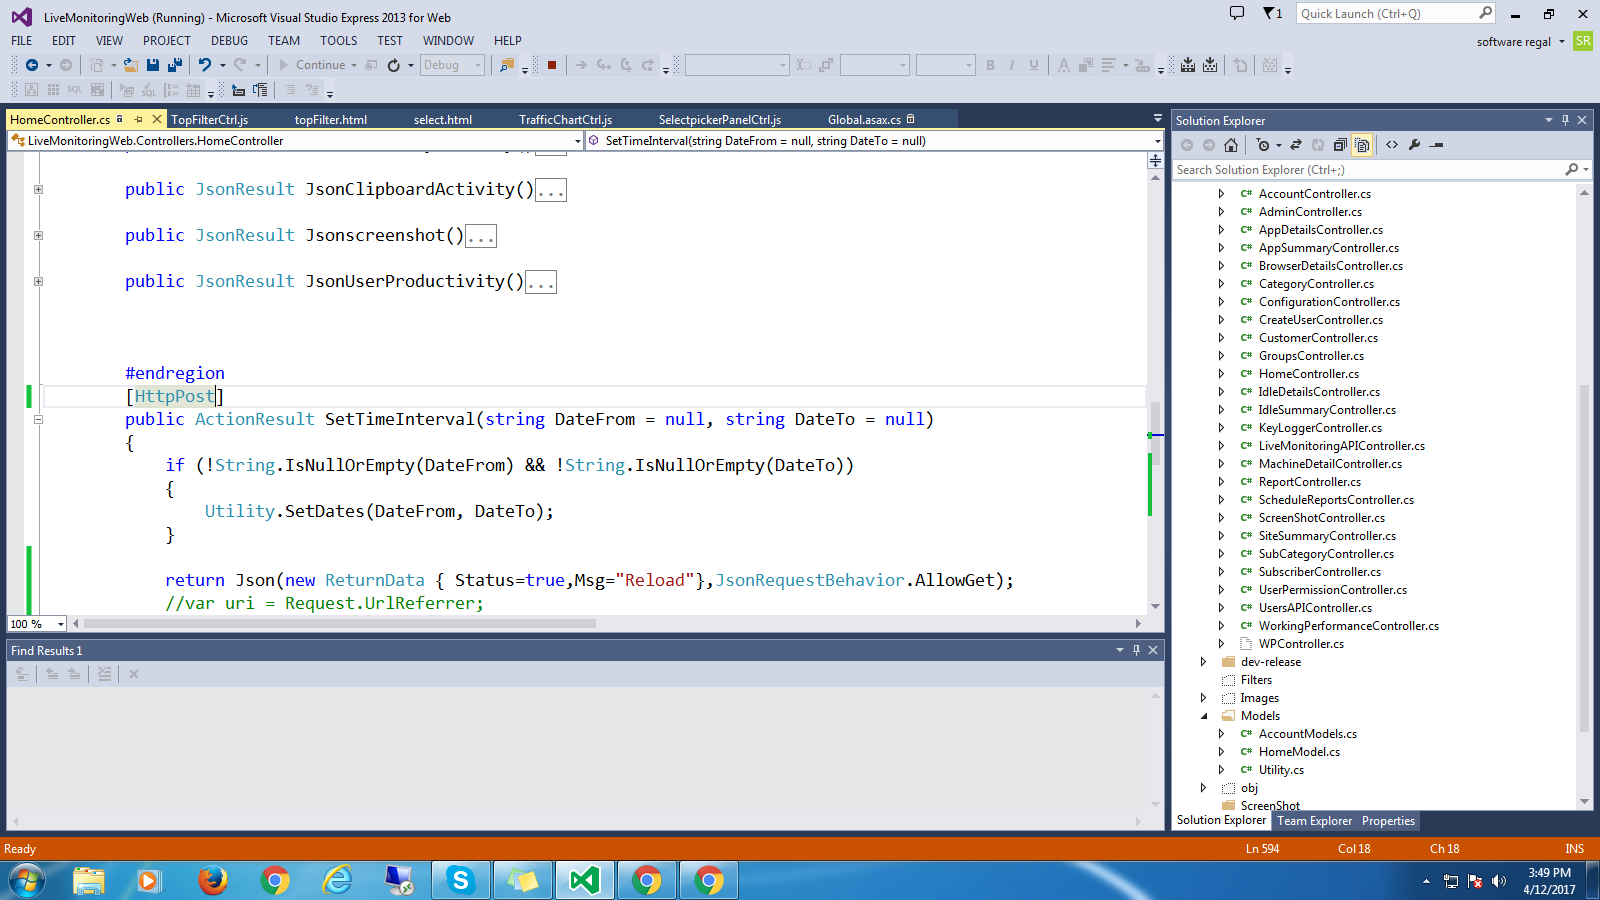 LiveMonitoringWeb (Running) - Microsoft Visual Studio Express 2013 for Web
1
Quick Launch (Ctrl+Q)
FILE EDIT VIEW PROJECT DEBUG TEAM TOOLS TEST WINDOW HELP
software regal
SR
Continue
Debug
B I U A
SQL SQL
HomeController.cs TopFilterCtrl.js topFilter.html select.html TrafficChartCtrl.js SelectpickerPanelCtrl.js Global.asax.cs
LiveMonitoringWeb.Controllers.HomeController
SetTimeInterval(string DateFrom = null, string DateTo = null)
public JsonResult JsonClipboardActivity()...
public JsonResult Jsonscreenshot()...
public JsonResult JsonUserProductivity()...
#endregion
[HttpPost]
public ActionResult SetTimeInterval(string DateFrom = null, string DateTo = null)
{
if (!String.IsNullOrEmpty(DateFrom) && !String.IsNullOrEmpty(DateTo))
{
Utility.SetDates(DateFrom, DateTo);
}
return Json(new ReturnData { Status=true,Msg="Reload"},JsonRequestBehavior.AllowGet);
//var uri = Request.UrlReferrer;
100 %
Find Results 1
Solution Explorer
Search Solution Explorer (Ctrl+;)
C# AccountController.cs
C# AdminController.cs
C# AppDetailsController.cs
C# AppSummaryController.cs
C# BrowserDetailsController.cs
C# CategoryController.cs
C# ConfigurationController.cs
C# CreateUserController.cs
C# CustomerController.cs
C# GroupsController.cs
C# HomeController.cs
C# IdleDetailsController.cs
C# IdleSummaryController.cs
C# KeyLoggerController.cs
C# LiveMonitoringAPIController.cs
C# MachineDetailController.cs
C# ReportController.cs
C# ScheduleReportsController.cs
C# ScreenShotController.cs
C# SiteSummaryController.cs
C# SubCategoryController.cs
C# SubscriberController.cs
C# UserPermissionController.cs
C# UsersAPIController.cs
C# WorkingPerformanceController.cs
WPController.cs
dev-release
Filters
Images
Models
C# AccountModels.cs
C# HomeModel.cs
C# Utility.cs
obj
ScreenShot
Solution Explorer Team Explorer Properties
Ready
Ln 594 Col 18 Ch 18 INS
3:49 PM
4/12/2017